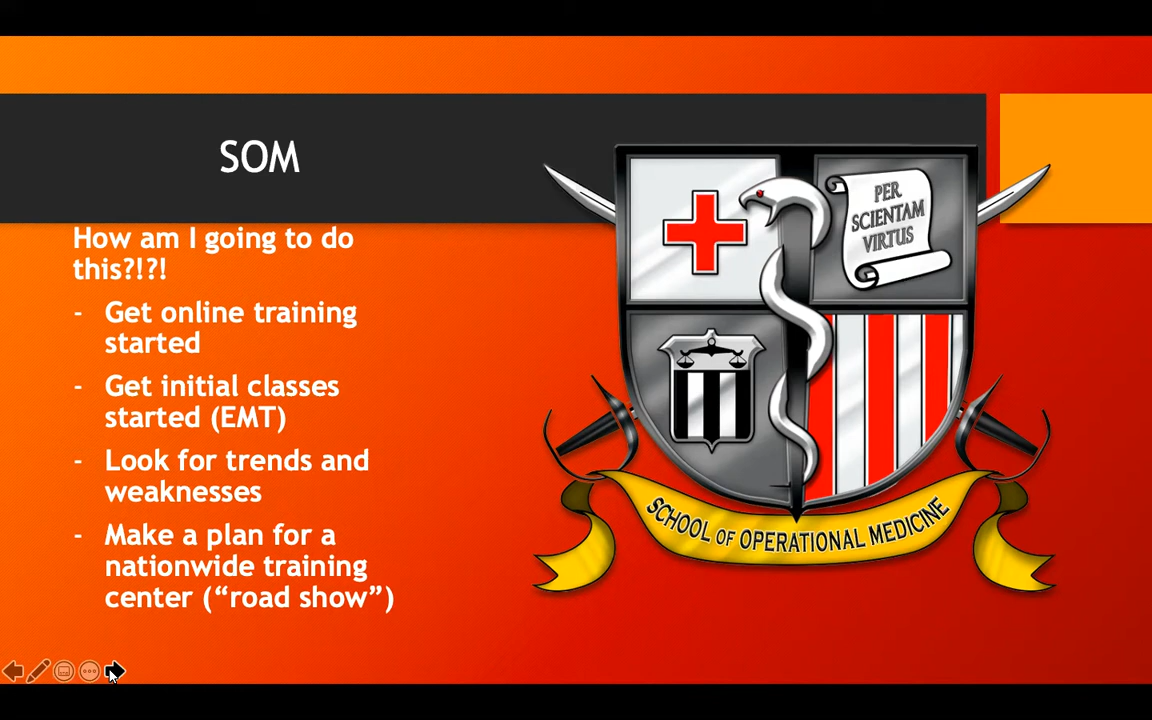 SOM
How am I going to do
this?!?!
- Get online training
started
- Get initial classes
started (EMT)
- Look for trends and
weaknesses
- Make a plan for a
nationwide training
center (“road show”)
PER
SCIENTAM
VIRTUS
SCHOOL OF OPERATIONAL MEDICINE